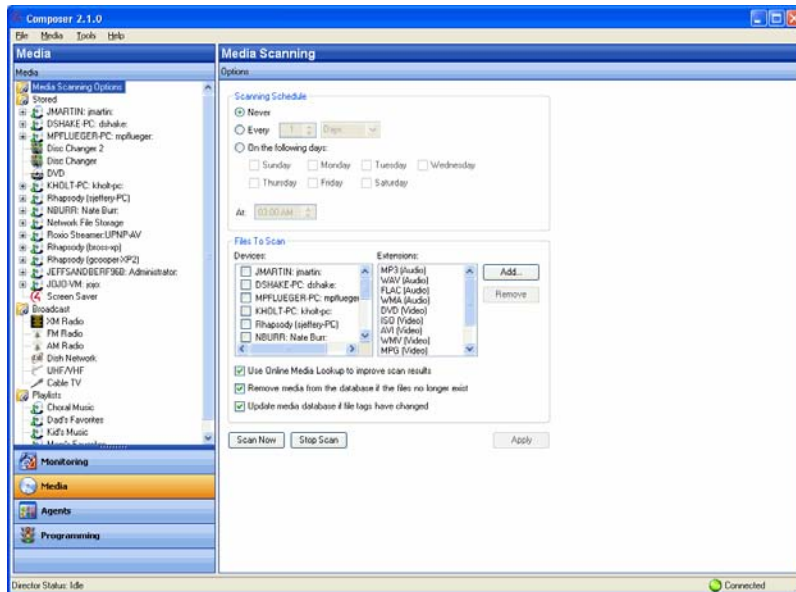 Composer 2.1.0
File Media Tools Help
Media
Media
Media Scanning Options
Stored
JMARTIN: jmartin:
DSHAKE-PC: dshake:
MPFLUEGER-PC: mpflueger:
Disc Changer 2
Disc Changer
DVD
KHOLT-PC: kholt-pc:
Rhapsody (sjeffery-PC)
NBURR: Nate Burr:
Network File Storage
Roxio Streamer:UPNP-AV
Rhapsody (bross-xp)
Rhapsody (gcooper-XP2)
JEFFSANDBERF96B: Administrator:
JOJO-VM: jojo:
Screen Saver
Broadcast
XM Radio
FM Radio
AM Radio
Dish Network
UHF/VHF
Cable TV
Playlists
Choral Music
Dad's Favorites
Kid's Music
Monitoring
Media
Agents
Programming
Media Scanning
Options
Scanning Schedule
Never
Every 1 Days
On the following days:
Sunday Monday Tuesday Wednesday
Thursday Friday Saturday
At: 03:00 AM
Files To Scan
Devices:
JMARTIN: jmartin:
DSHAKE-PC: dshake:
MPFLUEGER-PC: mpflueger
KHOLT-PC: kholt-pc:
Rhapsody (sjeffery-PC)
NBURR: Nate Burr:
Extensions:
MP3 (Audio)
WAV (Audio)
FLAC (Audio)
WMA (Audio)
DVD (Video)
ISO (Video)
AVI (Video)
WMV (Video)
MPG (Video)
Add...
Remove
Use Online Media Lookup to improve scan results
Remove media from the database if the files no longer exist
Update media database if file tags have changed
Scan Now Stop Scan Apply
Director Status: Idle
Connected